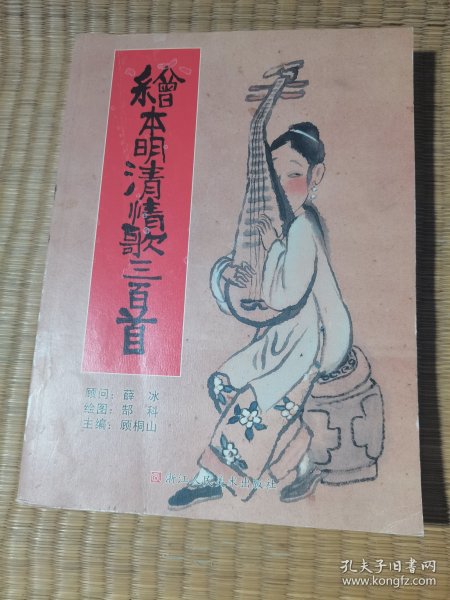 繪本明清情歌三百首
顾问：薛 冰
绘图：郜 科
主编：顾桐山
浙江人民美术出版社
孔夫子旧书网
www.kongfz.com